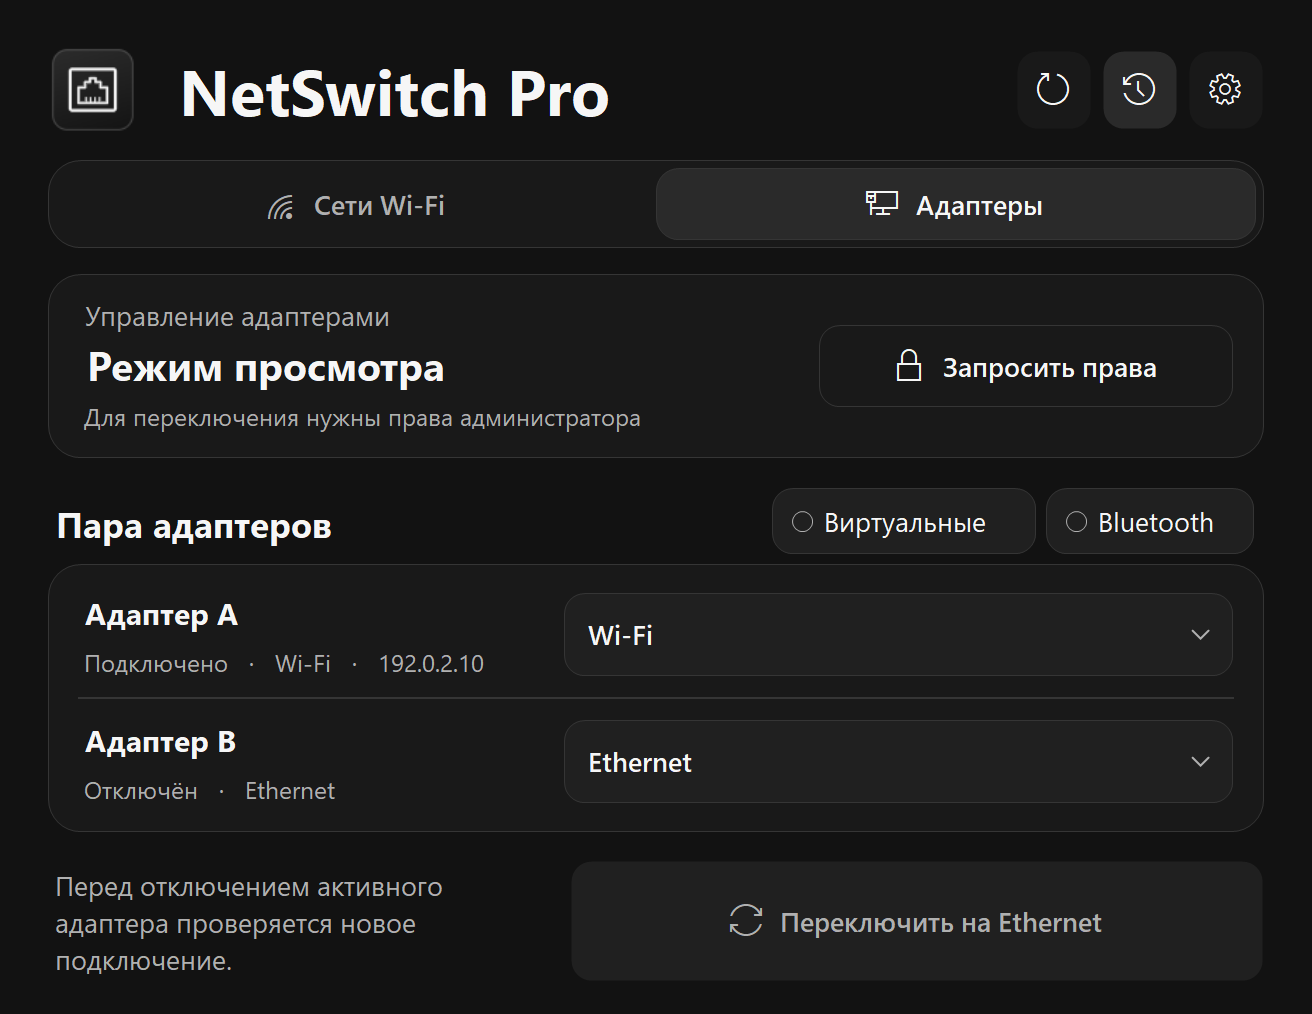 NetSwitch Pro
Сети Wi-Fi
Адаптеры
Управление адаптерами
Режим просмотра
Для переключения нужны права администратора
Запросить права
Пара адаптеров
Виртуальные
Bluetooth
Адаптер A
Подключено · Wi-Fi · 192.0.2.10
Wi-Fi
Адаптер B
Отключён · Ethernet
Ethernet
Перед отключением активного
адаптера проверяется новое
подключение.
Переключить на Ethernet